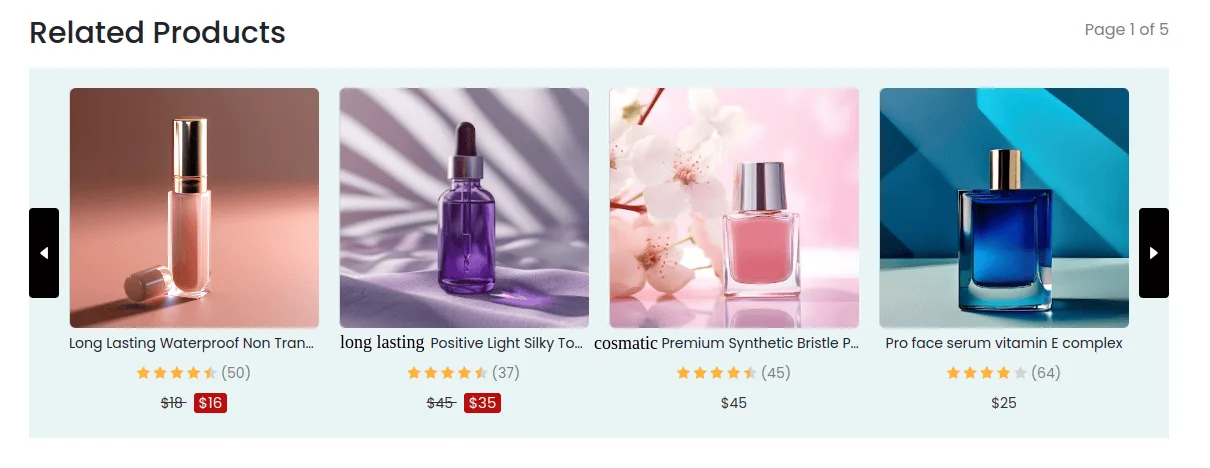 Related Products
Page 1 of 5
Long Lasting Waterproof Non Tran...
long lasting Positive Light Silky To...
cosmatic Premium Synthetic Bristle P...
Pro face serum vitamin E complex
(50)
(37)
(45)
(64)
$18 $16
$45 $35
$45
$25